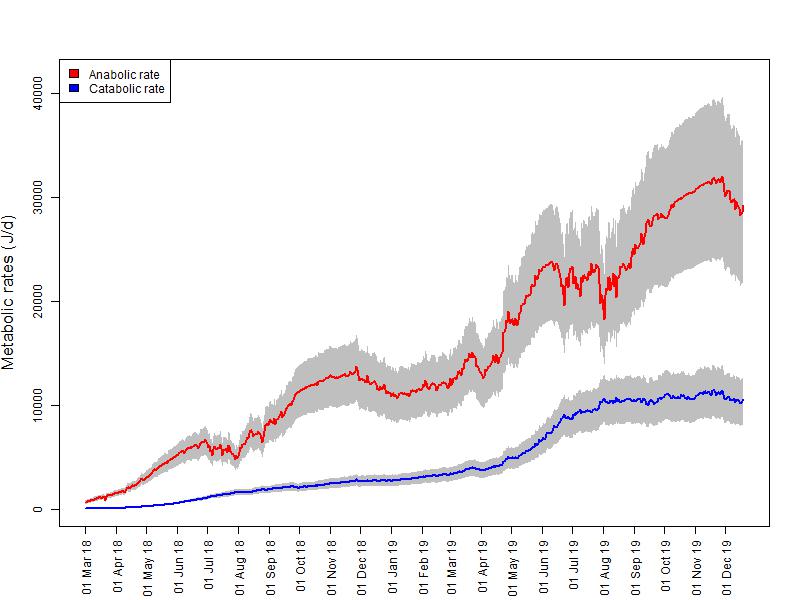 Anabolic rate
Catabolic rate
Metabolic rates (J/d)
40000
30000
20000
10000
0
01 Mar 18
01 Apr 18
01 May 18
01 Jun 18
01 Jul 18
01 Aug 18
01 Sep 18
01 Oct 18
01 Nov 18
01 Dec 18
01 Jan 19
01 Feb 19
01 Mar 19
01 Apr 19
01 May 19
01 Jun 19
01 Jul 19
01 Aug 19
01 Sep 19
01 Oct 19
01 Nov 19
01 Dec 19